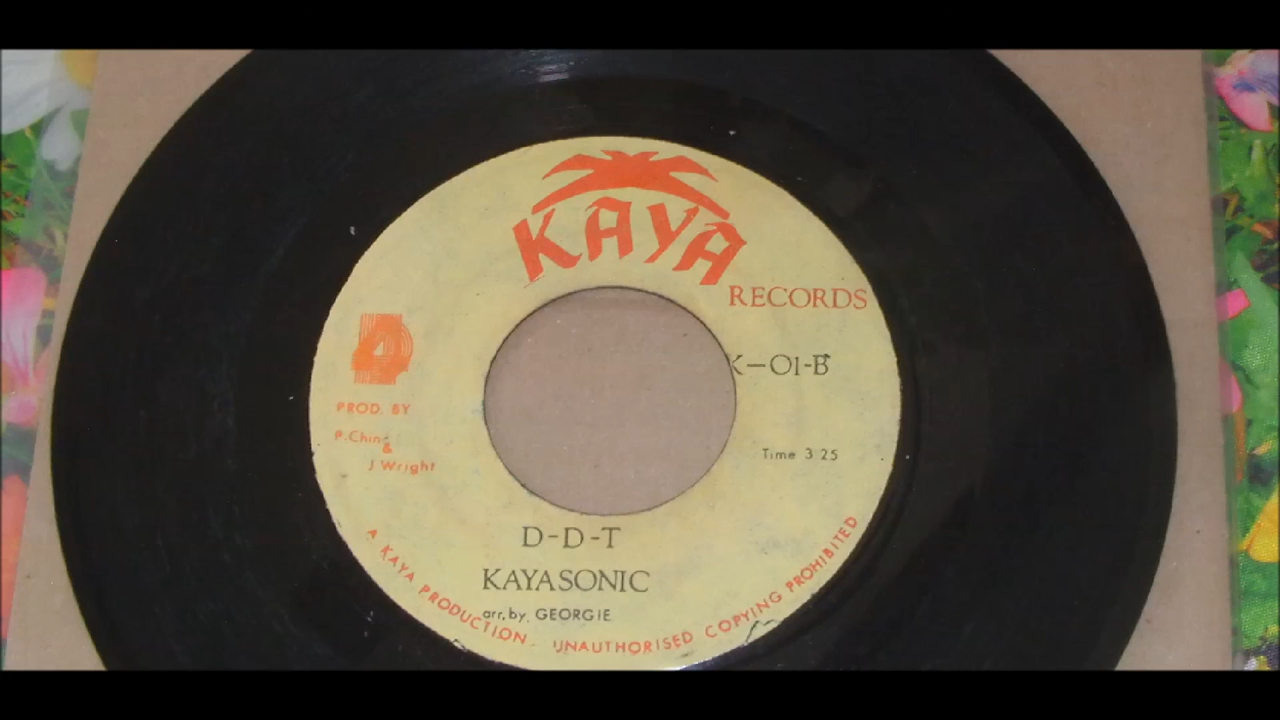 KAYA
RECORDS
K-01-B
PROD. BY
P. Ching
&
J Wright
Time 3 25
D-D-T
KAYASONIC
arr. by. GEORGIE
A KAYA PRODUCTION. UNAUTHORISED COPYING PROHIBITED